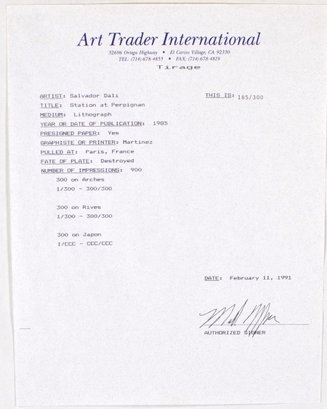 Art Trader International
32696 Ortega Highway • El Cariso Village, CA 92330
TEL. (714) 678-4855 • FAX. (714) 678-4819
Tirage
ARTIST: Salvador Dali
THIS IS: 185/300
TITLE: Station at Perpignan
MEDIUM: Lithograph
YEAR OR DATE OF PUBLICATION: 1985
PRESIGNED PAPER: Yes
GRAPHISTE OR PRINTER: Martinez
PULLED AT: Paris, France
FATE OF PLATE: Destroyed
NUMBER OF IMPRESSIONS: 900
300 on Arches
1/300 - 300/300
300 on Rives
1/300 - 300/300
300 on Japon
I/CCC - CCC/CCC
DATE: February 11, 1991
AUTHORIZED SIGNER